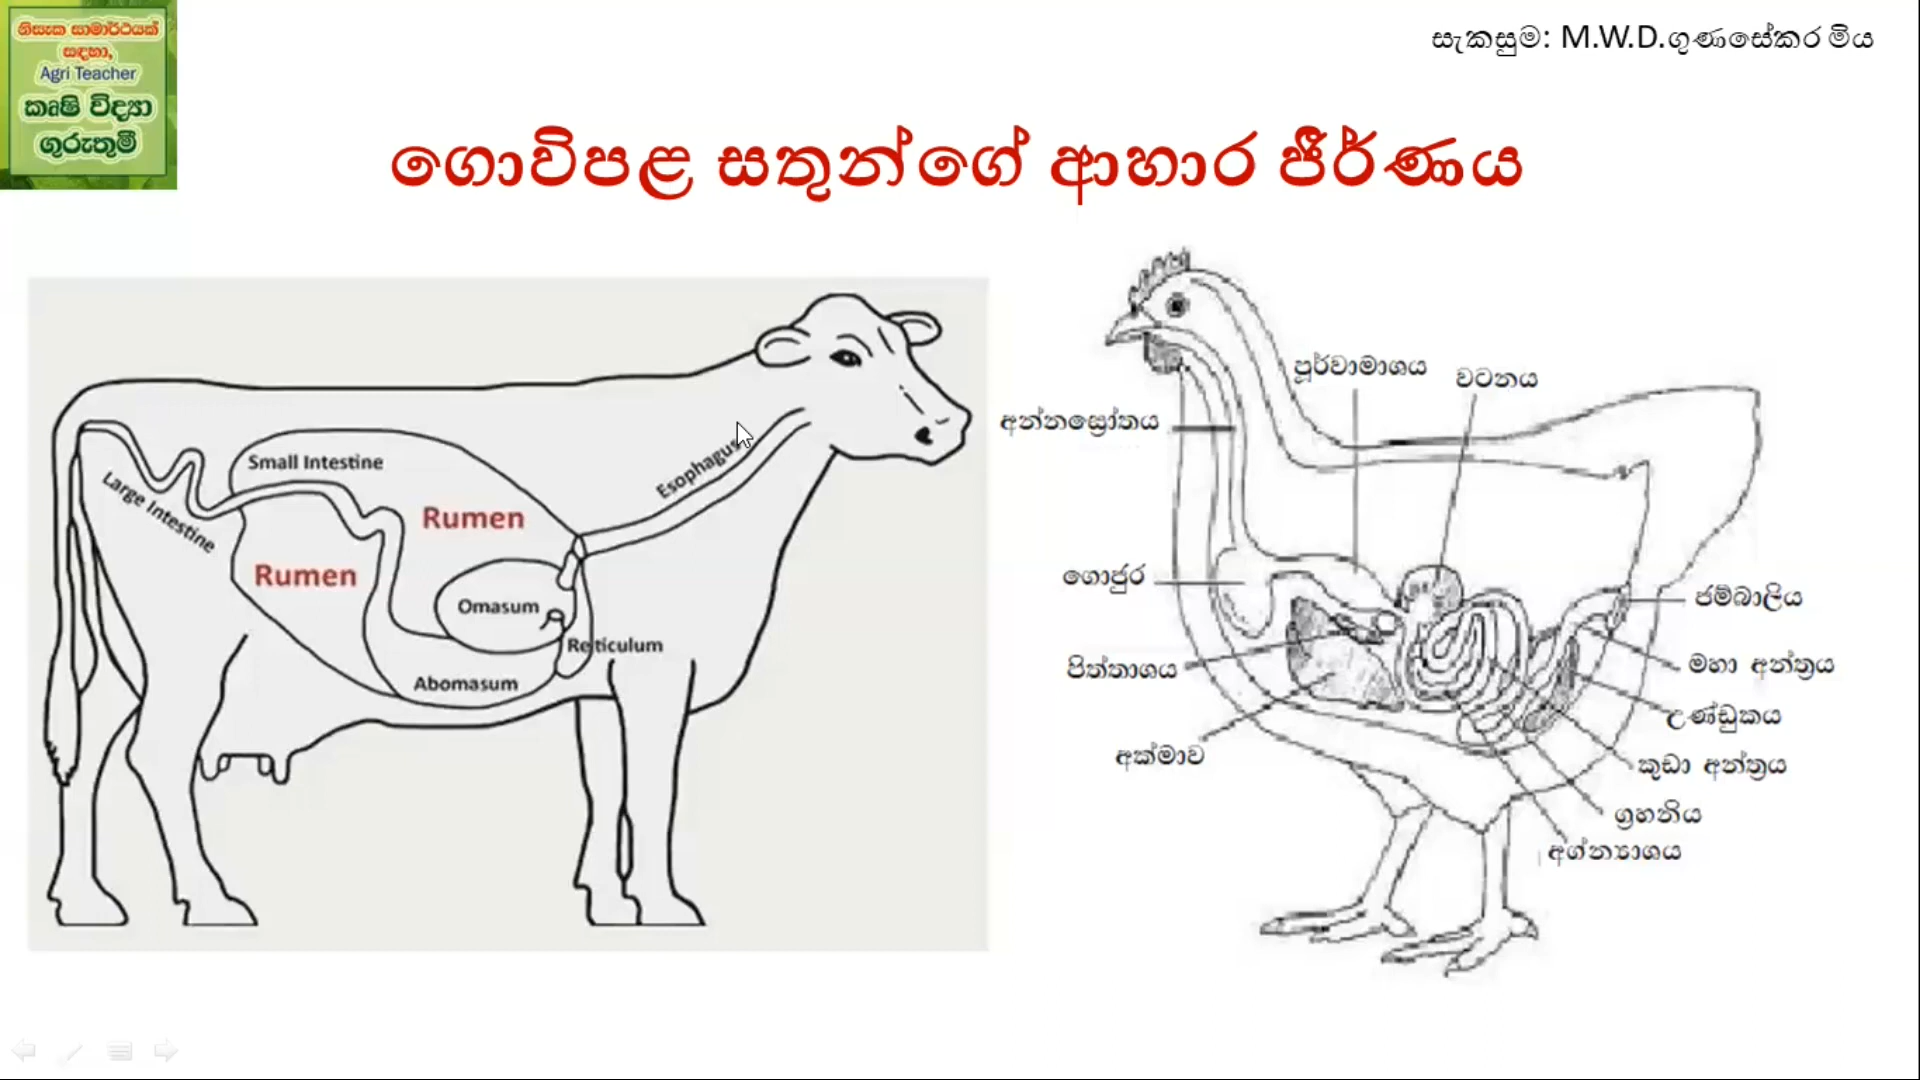 නිසැක සාමාර්ථයක්
සඳහා,
Agri Teacher
කෘෂි විද්‍යා
ගුරුතුමී
සැකසුම: M.W.D.ගුණසේකර මිය
ගොවිපළ සතුන්ගේ ආහාර ජීර්ණය
Small Intestine
Large Intestine
Rumen
Rumen
Esophagus
Omasum
Reticulum
Abomasum
පූර්වාමාශය
වටනය
අන්නස්‍රෝතය
ගොජුර
ජම්බාලිය
පිත්තාශය
මහා අන්ත්‍රය
උණ්ඩුකය
අක්මාව
කුඩා අන්ත්‍රය
ග්‍රහනිය
අග්න්‍යාශය